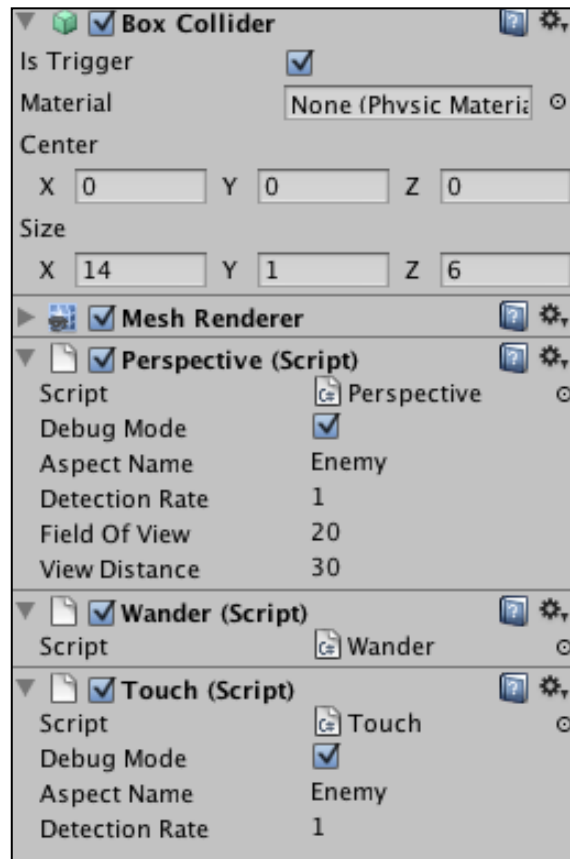 Box Collider
Is Trigger
Material None (Physic Materia
Center
X 0 Y 0 Z 0
Size
X 14 Y 1 Z 6
Mesh Renderer
Perspective (Script)
Script Perspective
Debug Mode
Aspect Name Enemy
Detection Rate 1
Field Of View 20
View Distance 30
Wander (Script)
Script Wander
Touch (Script)
Script Touch
Debug Mode
Aspect Name Enemy
Detection Rate 1